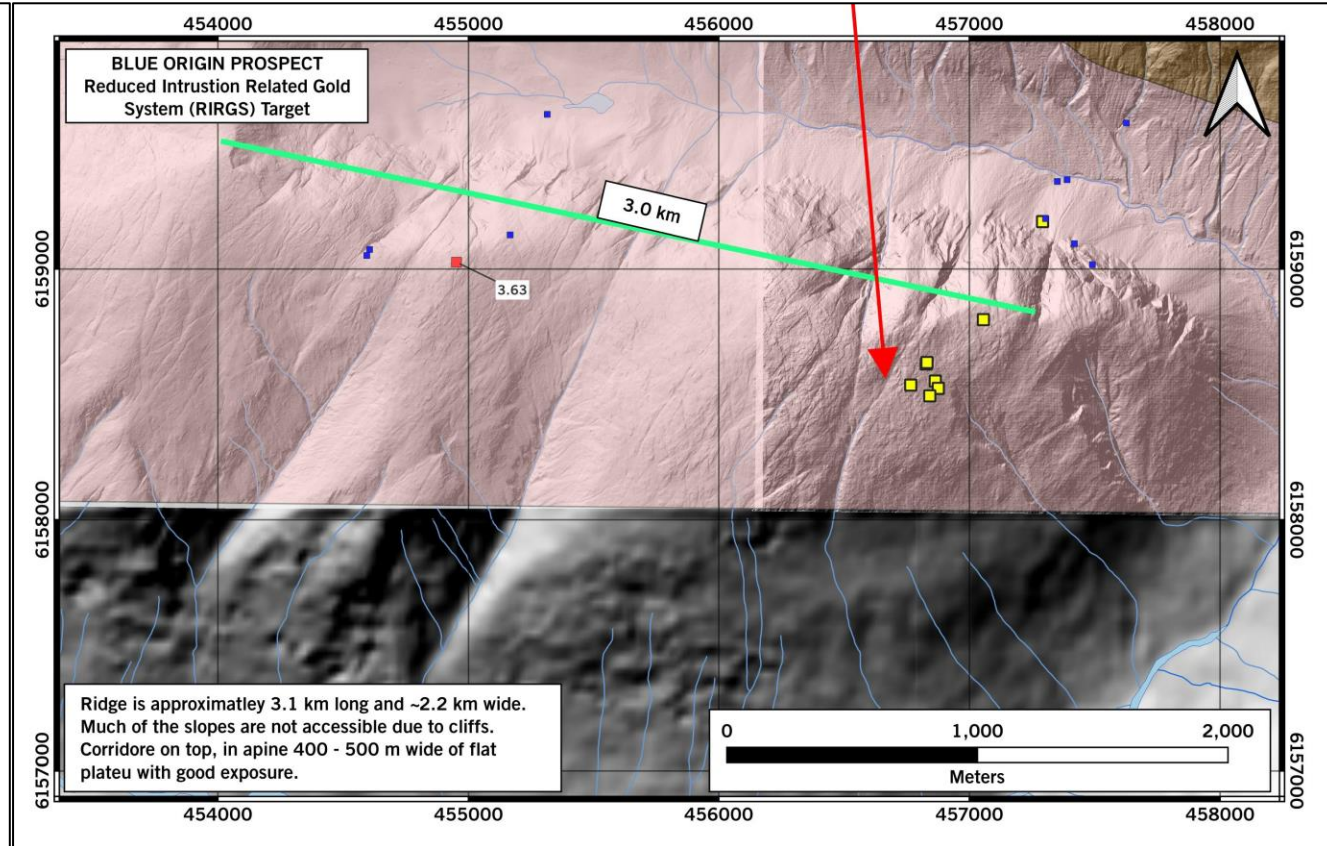 454000
455000
456000
457000
458000
BLUE ORIGIN PROSPECT
Reduced Intrustion Related Gold
System (RIRGS) Target
3.0 km
3.63
6159000
6159000
6158000
6158000
6157000
6157000
Ridge is approximatley 3.1 km long and ~2.2 km wide.
Much of the slopes are not accessible due to cliffs.
Corridore on top, in apine 400 - 500 m wide of flat
plateu with good exposure.
0
1,000
2,000
Meters
454000
455000
456000
457000
458000